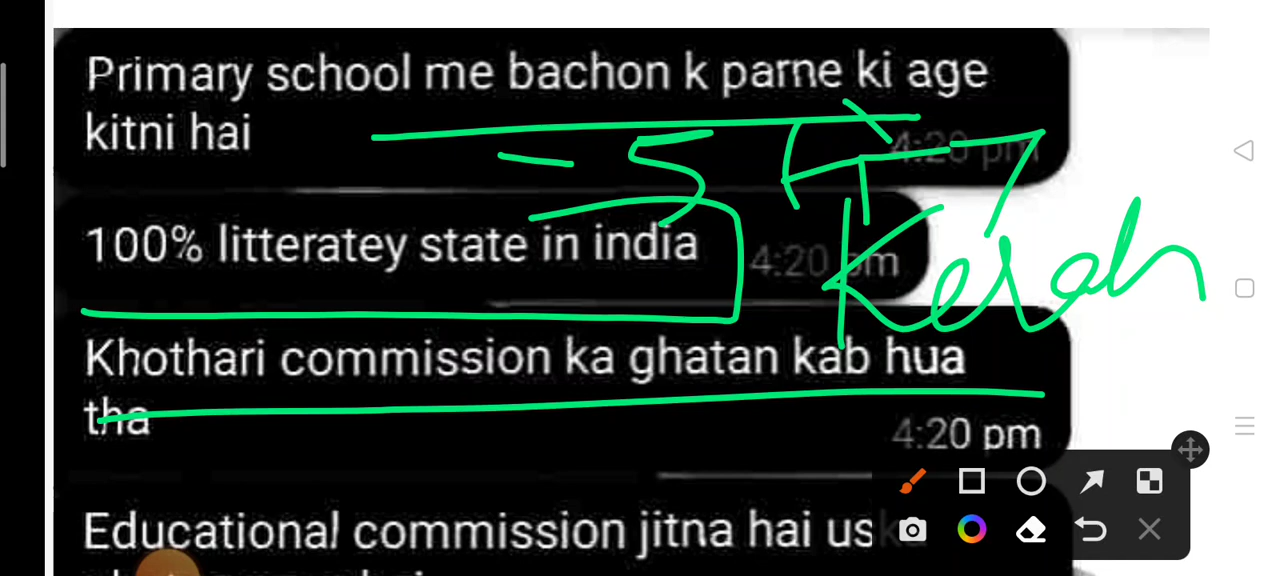 Primary school me bachon k parne ki age
kitni hai
4:20 pm
- 5
100% litteratey state in india
4:20 pm
Keral
Khothari commission ka ghatan kab hua
tha
4:20 pm
Educational commission jitna hai us